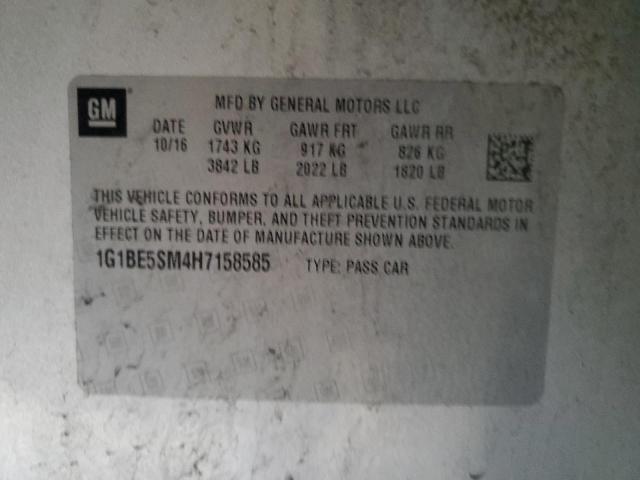 GM
MFD BY GENERAL MOTORS LLC
DATE GVWR GAWR FRT GAWR RR
10/16 1743 KG 917 KG 826 KG
3842 LB 2022 LB 1820 LB
THIS VEHICLE CONFORMS TO ALL APPLICABLE U.S. FEDERAL MOTOR
VEHICLE SAFETY, BUMPER, AND THEFT PREVENTION STANDARDS IN
EFFECT ON THE DATE OF MANUFACTURE SHOWN ABOVE.
1G1BE5SM4H7158585 TYPE: PASS CAR